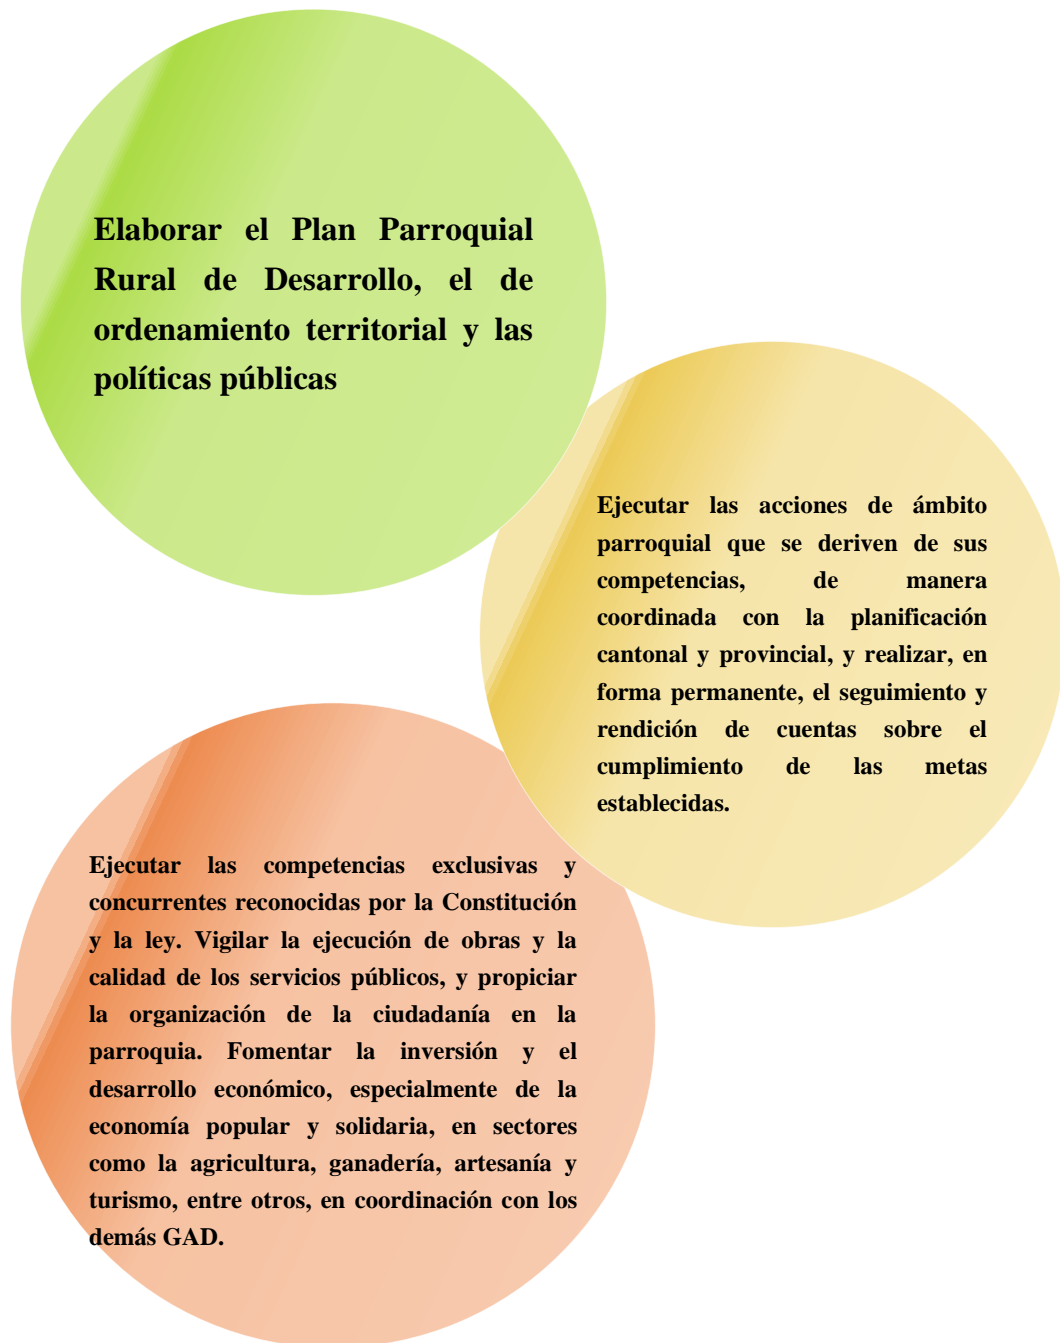 Elaborar el Plan Parroquial
Rural de Desarrollo, el de
ordenamiento territorial y las
políticas públicas
Ejecutar las acciones de ámbito
parroquial que se deriven de sus
competencias, de manera
coordinada con la planificación
cantonal y provincial, y realizar, en
forma permanente, el seguimiento y
rendición de cuentas sobre el
cumplimiento de las metas
establecidas.
Ejecutar las competencias exclusivas y
concurrentes reconocidas por la Constitución
y la ley. Vigilar la ejecución de obras y la
calidad de los servicios públicos, y propiciar
la organización de la ciudadanía en la
parroquia. Fomentar la inversión y el
desarrollo económico, especialmente de la
economía popular y solidaria, en sectores
como la agricultura, ganadería, artesanía y
turismo, entre otros, en coordinación con los
demás GAD.